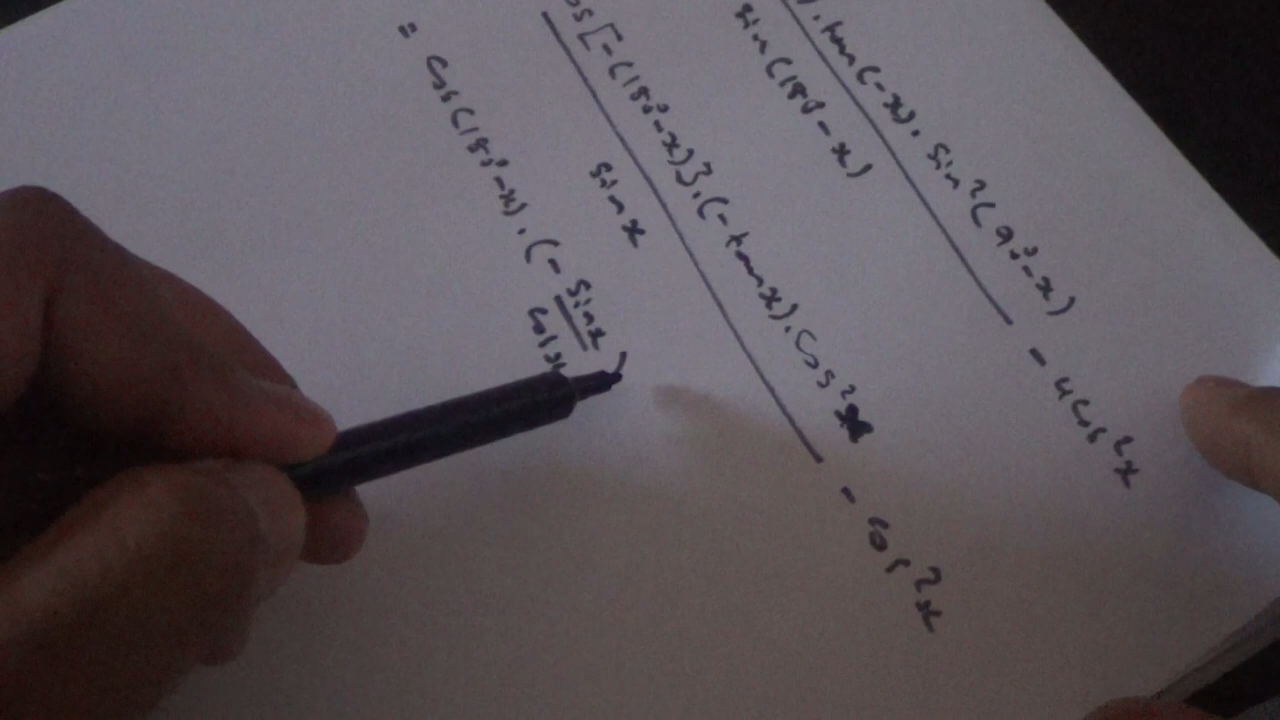 . tan(-x) . sin²(90°-x) - 4cos²x
sin(180-x)
os[-(180°-x)}.(-tanx).cos²x - cos²x
sin x
= cos(180°-x).(-sinx)
cosx